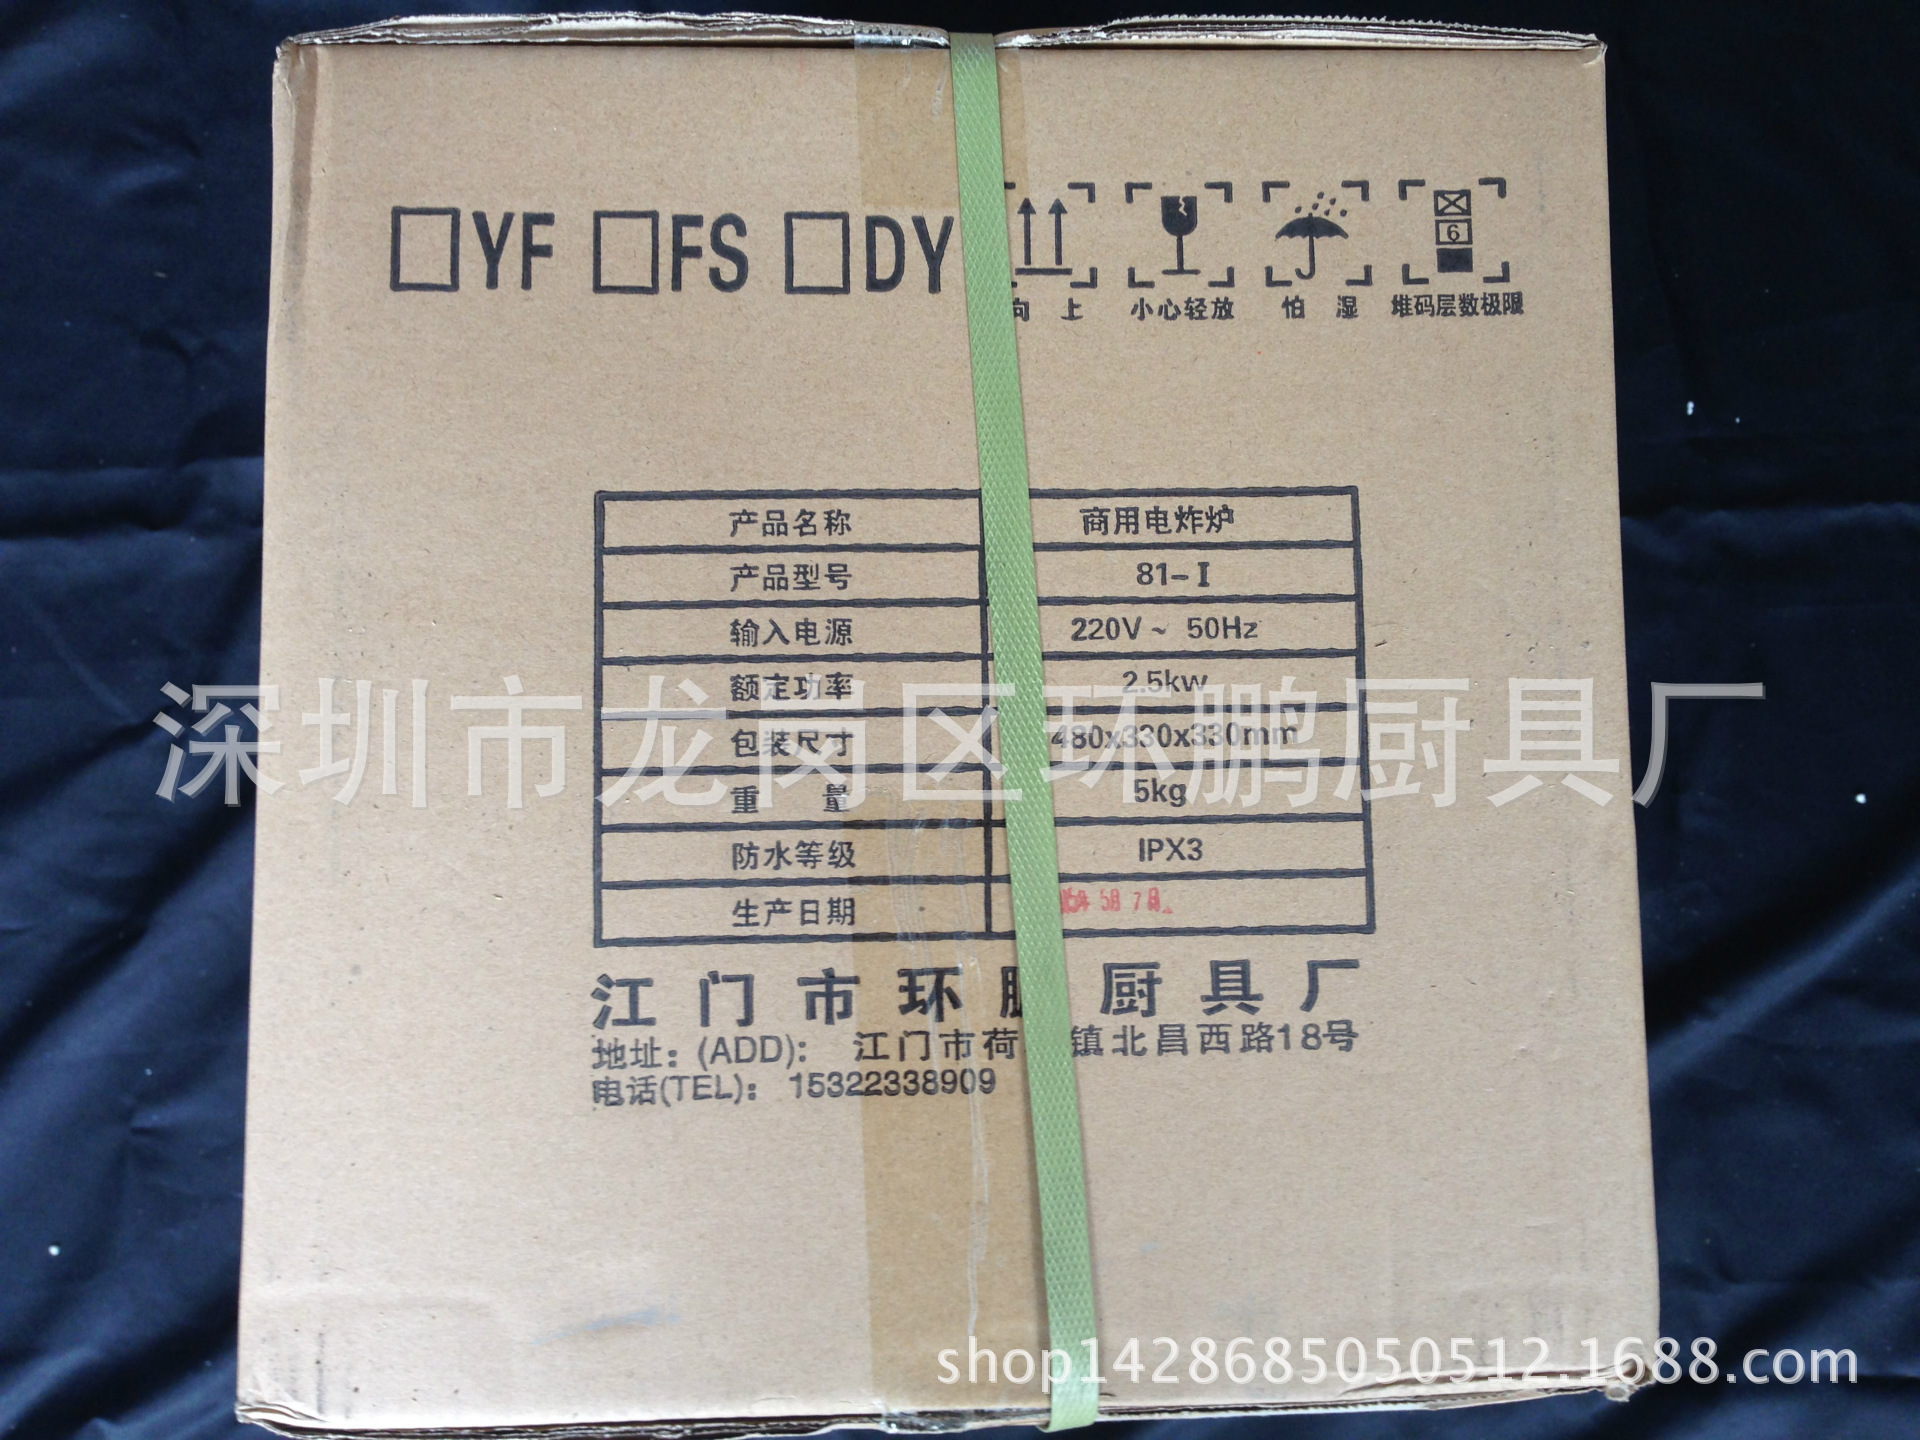 YF FS DY
6
向 上 小心轻放 怕 湿 堆码层数极限
产品名称 商用电炸炉
产品型号 81-I
输入电源 220V~ 50Hz
额定功率 2.5kw
深圳市龙岗区环鹏厨具厂
包装尺寸 480x330x330mm
重 量 5kg
防水等级 IPX3
生产日期 5月 7日
江门市环鹏厨具厂
地址:(ADD): 江门市荷 镇北昌西路18号
电话(TEL): 15322338909
shop1428685050512.1688.com